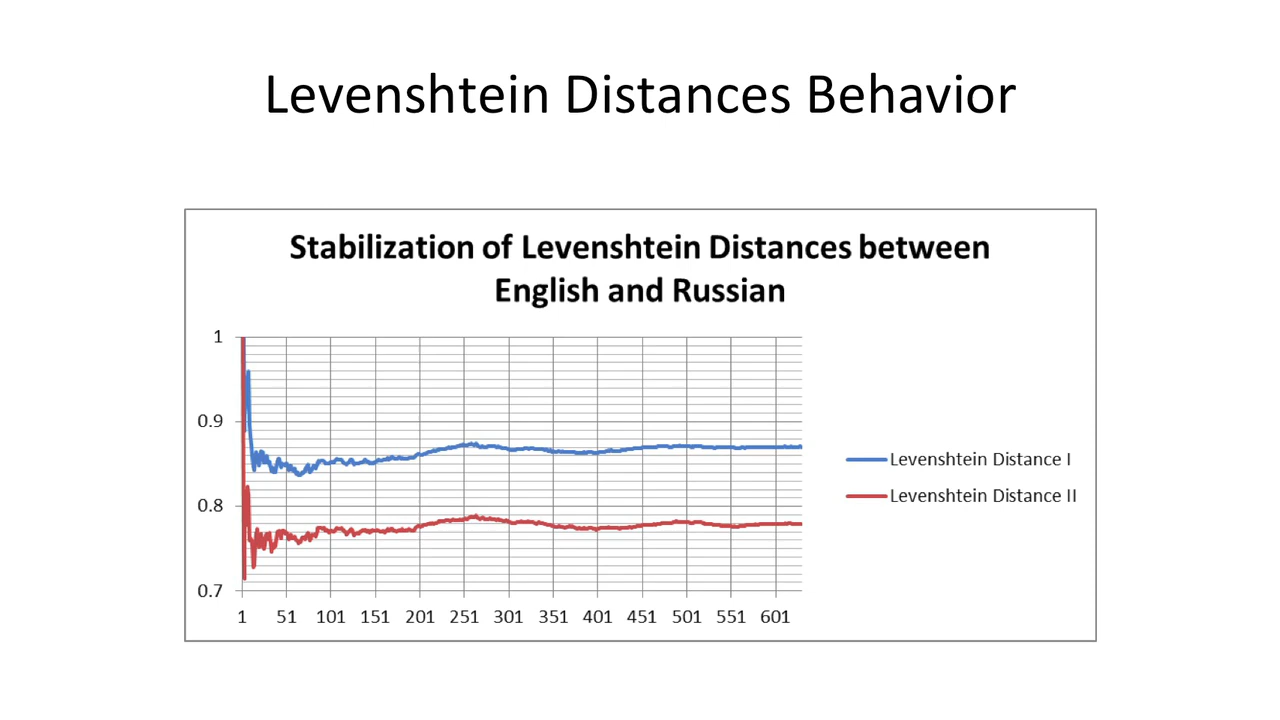 Levenshtein Distances Behavior
Stabilization of Levenshtein Distances between
English and Russian
1
0.9
0.8
0.7
1 51 101 151 201 251 301 351 401 451 501 551 601
Levenshtein Distance I
Levenshtein Distance II